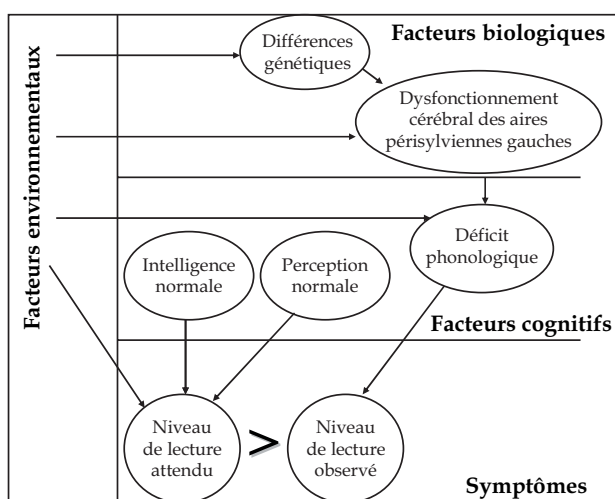 Facteurs environnementaux
Facteurs biologiques
Différences
génétiques
Dysfonctionnement
cérébral des aires
périsylviennes gauches
Déficit
phonologique
Intelligence
normale
Perception
normale
Facteurs cognitifs
Niveau
de lecture
attendu
>
Niveau
de lecture
observé
Symptômes